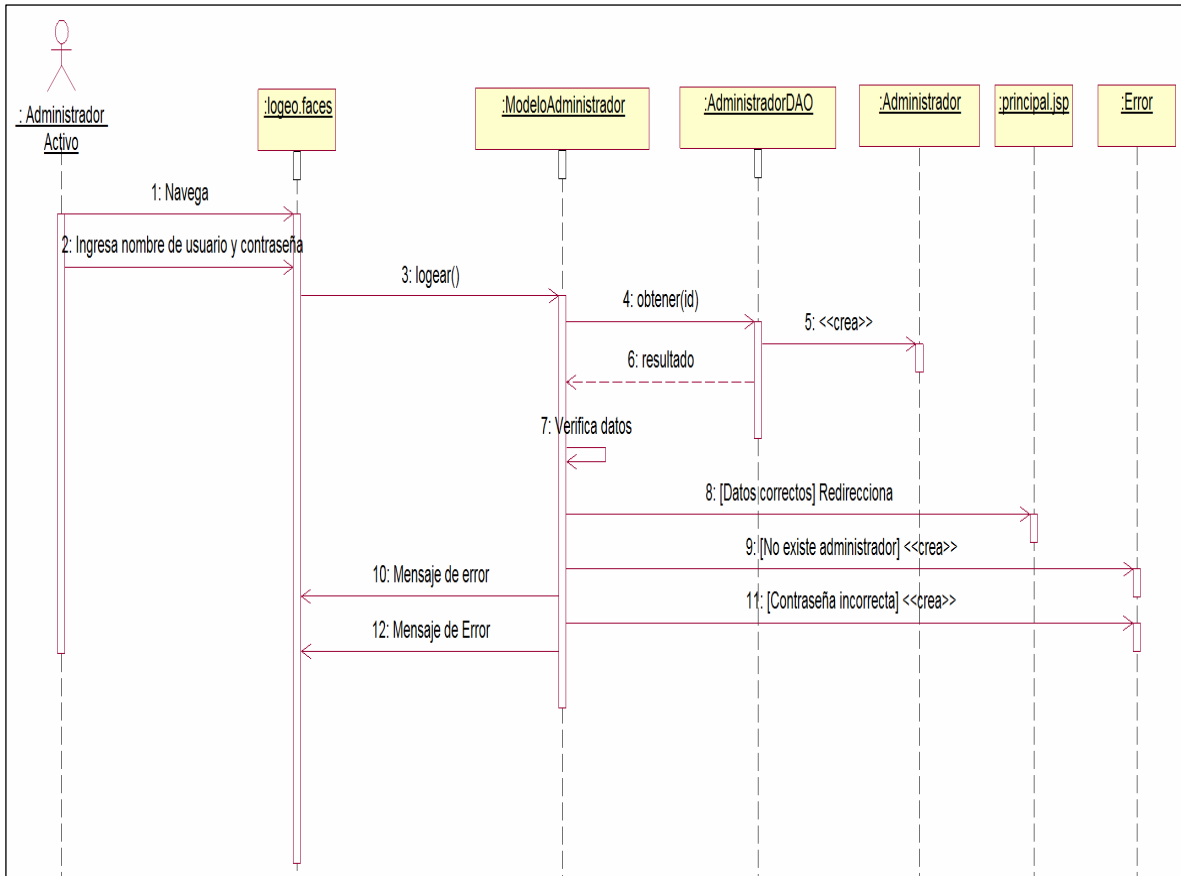 : Administrador
Activo
:logeo.faces
:ModeloAdministrador
:AdministradorDAO
:Administrador
:principal.jsp
:Error
1: Navega
2: Ingresa nombre de usuario y contraseña
3: logear()
4: obtener(id)
5: <<crea>>
6: resultado
7: Verifica datos
8: [Datos correctos] Redirecciona
9: [No existe administrador] <<crea>>
10: Mensaje de error
11: [Contraseña incorrecta] <<crea>>
12: Mensaje de Error